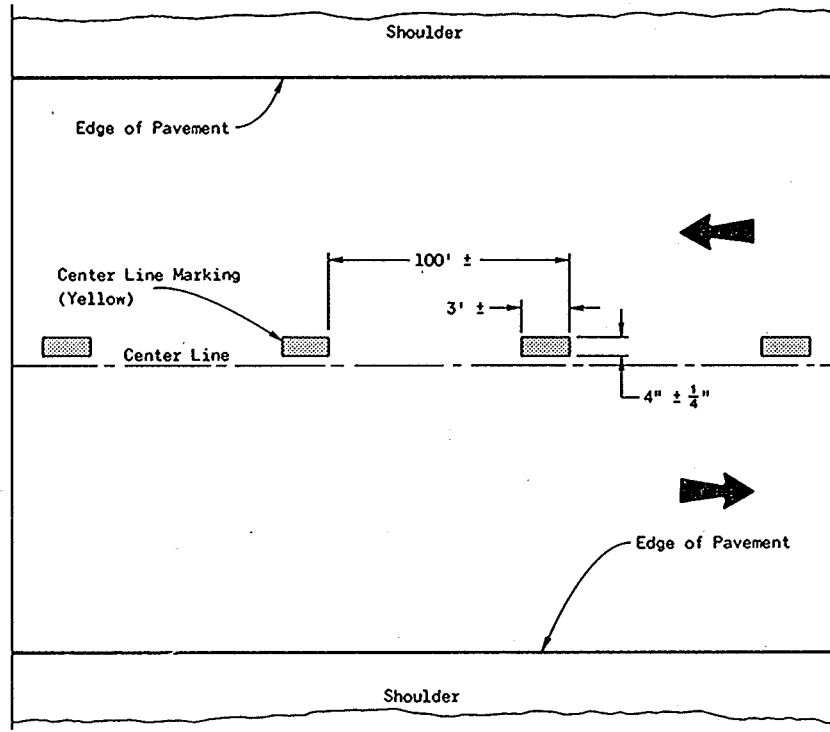 Shoulder
Edge of Pavement
100' ±
Center Line Marking
(Yellow)
3' ±
Center Line
4" ± 1/4"
Edge of Pavement
Shoulder